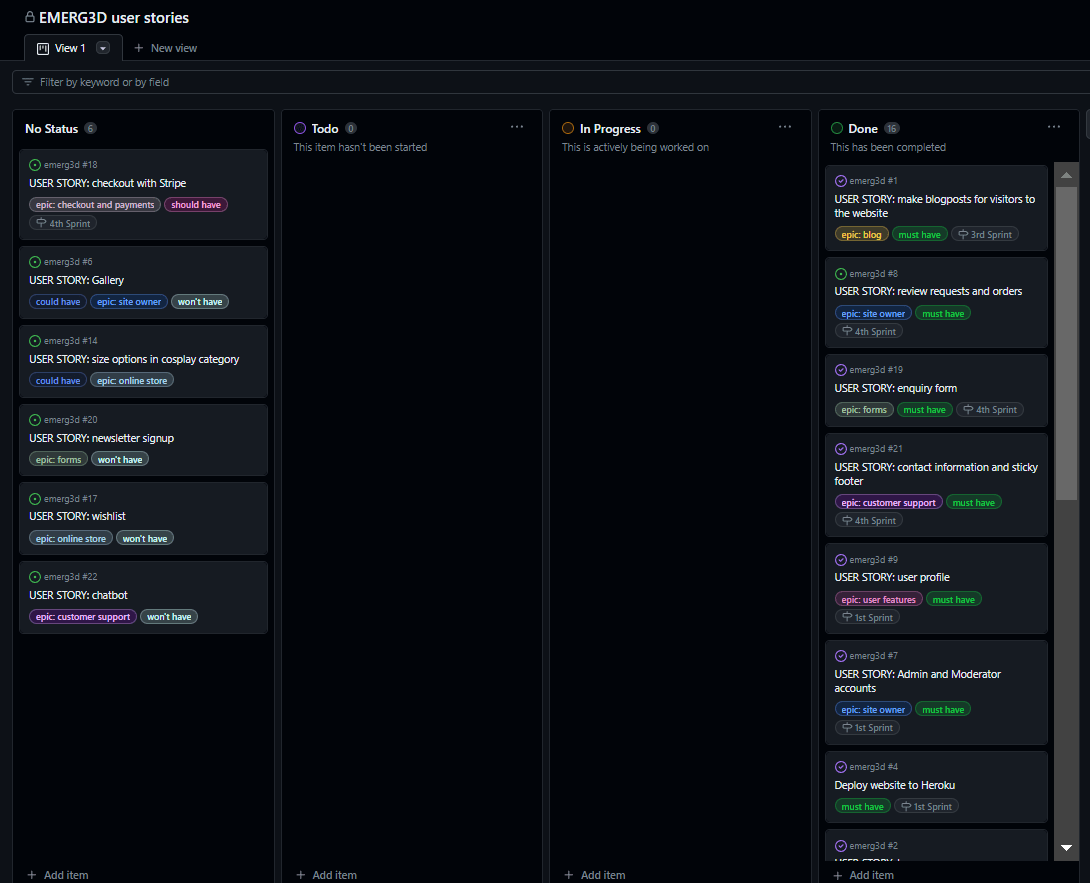 EMERG3D user stories
View 1
New view
Filter by keyword or by field
No Status 6
emerg3d #18
USER STORY: checkout with Stripe
epic: checkout and payments should have
4th Sprint
emerg3d #6
USER STORY: Gallery
could have epic: site owner won't have
emerg3d #14
USER STORY: size options in cosplay category
could have epic: online store
emerg3d #20
USER STORY: newsletter signup
epic: forms won't have
emerg3d #17
USER STORY: wishlist
epic: online store won't have
emerg3d #22
USER STORY: chatbot
epic: customer support won't have
Add item
Todo 0
This item hasn't been started
Add item
In Progress 0
This is actively being worked on
Add item
Done 16
This has been completed
emerg3d #1
USER STORY: make blogposts for visitors to
the website
epic: blog must have 3rd Sprint
emerg3d #8
USER STORY: review requests and orders
epic: site owner must have
4th Sprint
emerg3d #19
USER STORY: enquiry form
epic: forms must have 4th Sprint
emerg3d #21
USER STORY: contact information and sticky
footer
epic: customer support must have
4th Sprint
emerg3d #9
USER STORY: user profile
epic: user features must have
1st Sprint
emerg3d #7
USER STORY: Admin and Moderator
accounts
epic: site owner must have
1st Sprint
emerg3d #4
Deploy website to Heroku
must have 1st Sprint
emerg3d #2
Add item